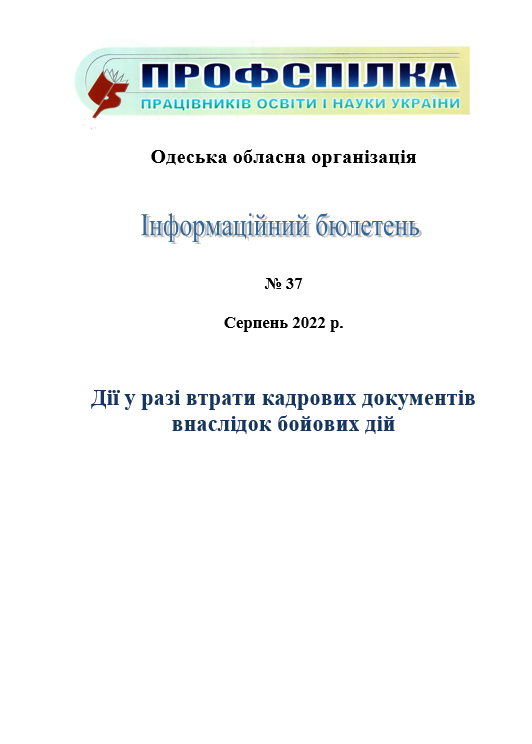 ПРОФСПІЛКА
ПРАЦІВНИКІВ ОСВІТИ І НАУКИ УКРАЇНИ
Одеська обласна організація
Інформаційний бюлетень
№ 37
Серпень 2022 р.
Дії у разі втрати кадрових документів
внаслідок бойових дій